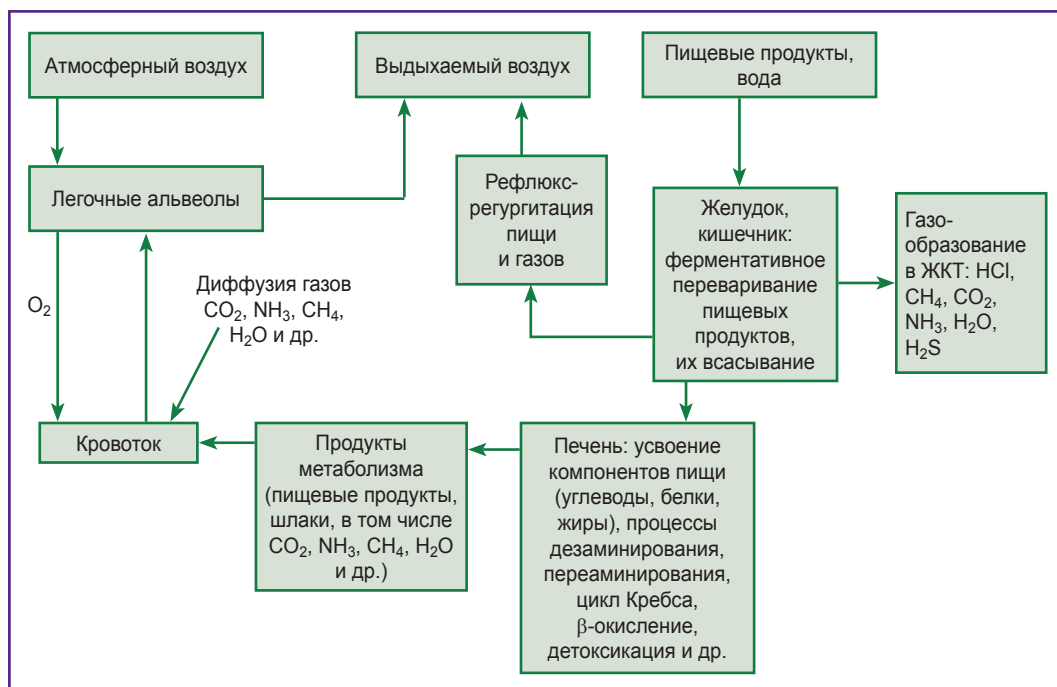 Атмосферный воздух
Выдыхаемый воздух
Пищевые продукты,
вода
Легочные альвеолы
Рефлюкс-
регургитация
пищи
и газов
Желудок,
кишечник:
ферментативное
переваривание
пищевых
продуктов,
их всасывание
Газо-
образование
в ЖКТ: HCl,
CH₄, CO₂,
NH₃, H₂O,
H₂S
O₂
Диффузия газов
CO₂, NH₃, CH₄,
H₂O и др.
Кровоток
Продукты
метаболизма
(пищевые продукты,
шлаки, в том числе
CO₂, NH₃, CH₄, H₂O
и др.)
Печень: усвоение
компонентов пищи
(углеводы, белки,
жиры), процессы
дезаминирования,
переаминирования,
цикл Кребса,
β-окисление,
детоксикация и др.